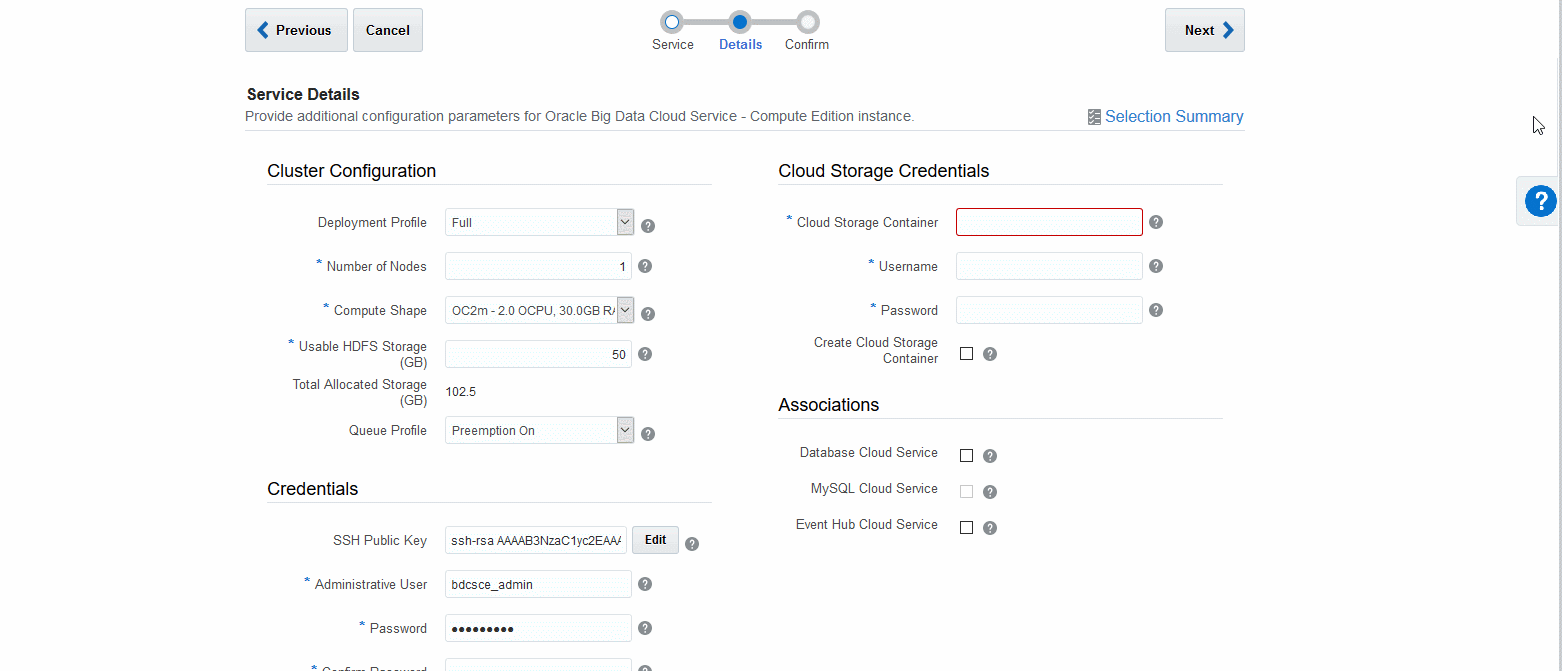 Previous
Cancel
Service
Details
Confirm
Next
Service Details
Provide additional configuration parameters for Oracle Big Data Cloud Service - Compute Edition instance.
Selection Summary
Cluster Configuration
Deployment Profile
Full
?
* Number of Nodes
1
?
* Compute Shape
OC2m - 2.0 OCPU, 30.0GB RA
?
* Usable HDFS Storage
(GB)
50
?
Total Allocated Storage
(GB)
102.5
Queue Profile
Preemption On
?
Credentials
SSH Public Key
ssh-rsa AAAAB3NzaC1yc2EAAA
Edit
?
* Administrative User
bdcsce_admin
?
* Password
•••••••••
?
* Confirm Password
?
Cloud Storage Credentials
* Cloud Storage Container
?
* Username
?
* Password
?
Create Cloud Storage
Container
?
Associations
Database Cloud Service
?
MySQL Cloud Service
?
Event Hub Cloud Service
?
?